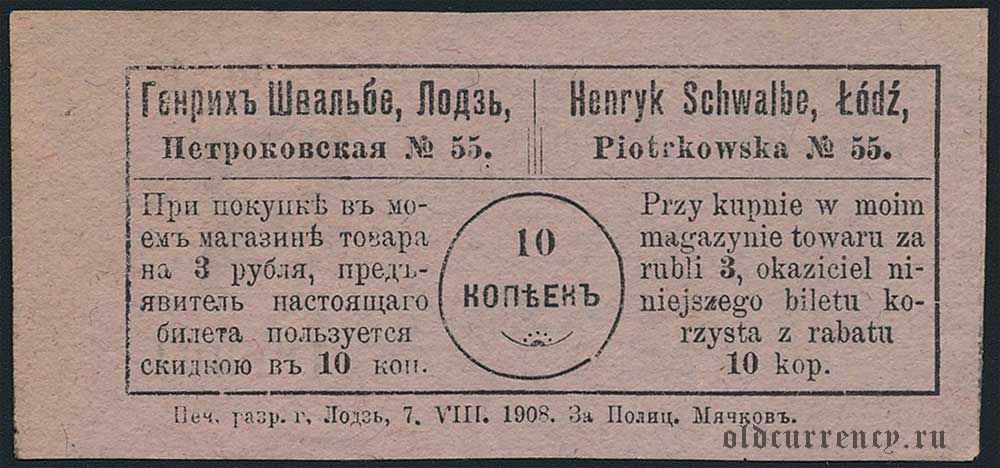 Генрихъ Швальбе, Лодзь,
Петроковская № 55.
Henryk Schwalbe, Łódź,
Piotrkowska № 55.
При покупкѣ въ мо-
емъ магазинѣ товара
на 3 рубля, предъ-
явитель настоящаго
билета пользуется
скидкою въ 10 коп.
10
КОПѢЕКЪ
Przy kupnie w moim
magazynie towaru za
rubli 3, okaziciel ni-
niejszego biletu ko-
rzysta z rabatu
10 kop.
Печ. разр. г. Лодзь, 7. VIII. 1908. За Полиц. Мячковъ.
oldcurrency.ru